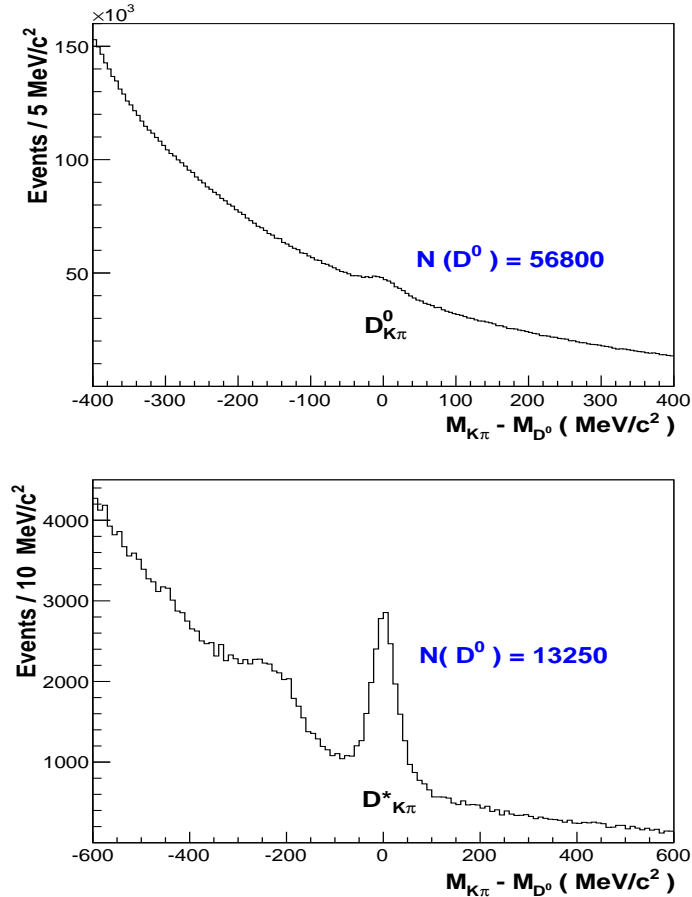 ×10³
Events / 5 MeV/c²
150
100
50
N (D⁰ ) = 56800
D⁰Kπ
-400 -300 -200 -100 0 100 200 300 400
MKπ - MD⁰ ( MeV/c² )
Events / 10 MeV/c²
4000
3000
2000
1000
N( D⁰ ) = 13250
D*Kπ
-600 -400 -200 0 200 400 600
MKπ - MD⁰ ( MeV/c² )